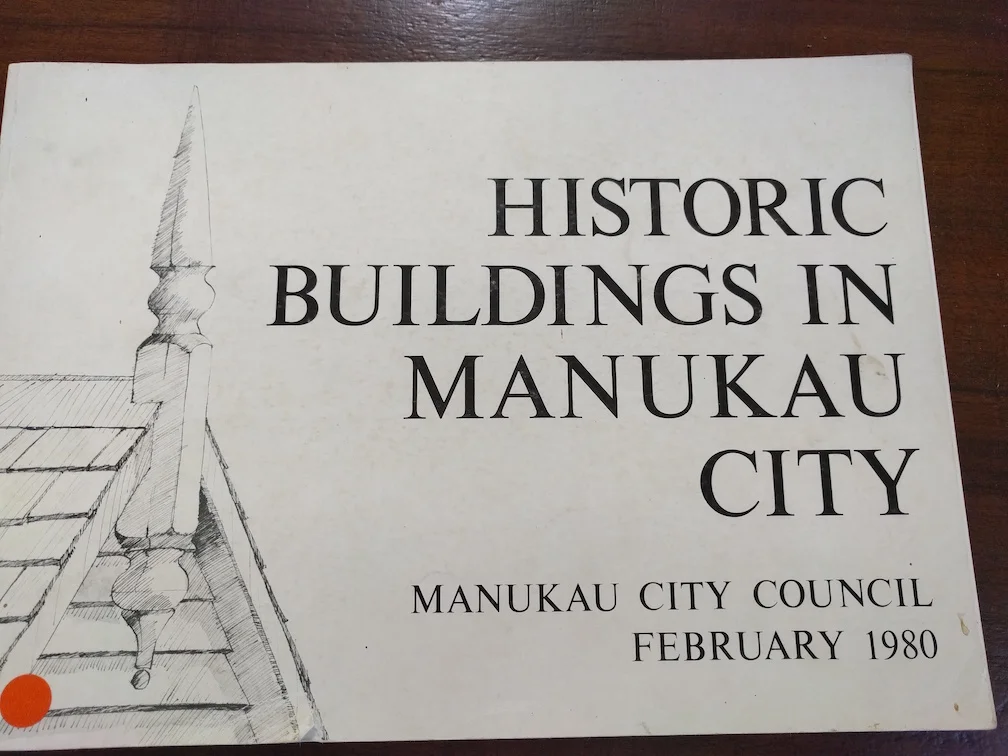 HISTORIC
BUILDINGS IN
MANUKAU
CITY
MANUKAU CITY COUNCIL
FEBRUARY 1980